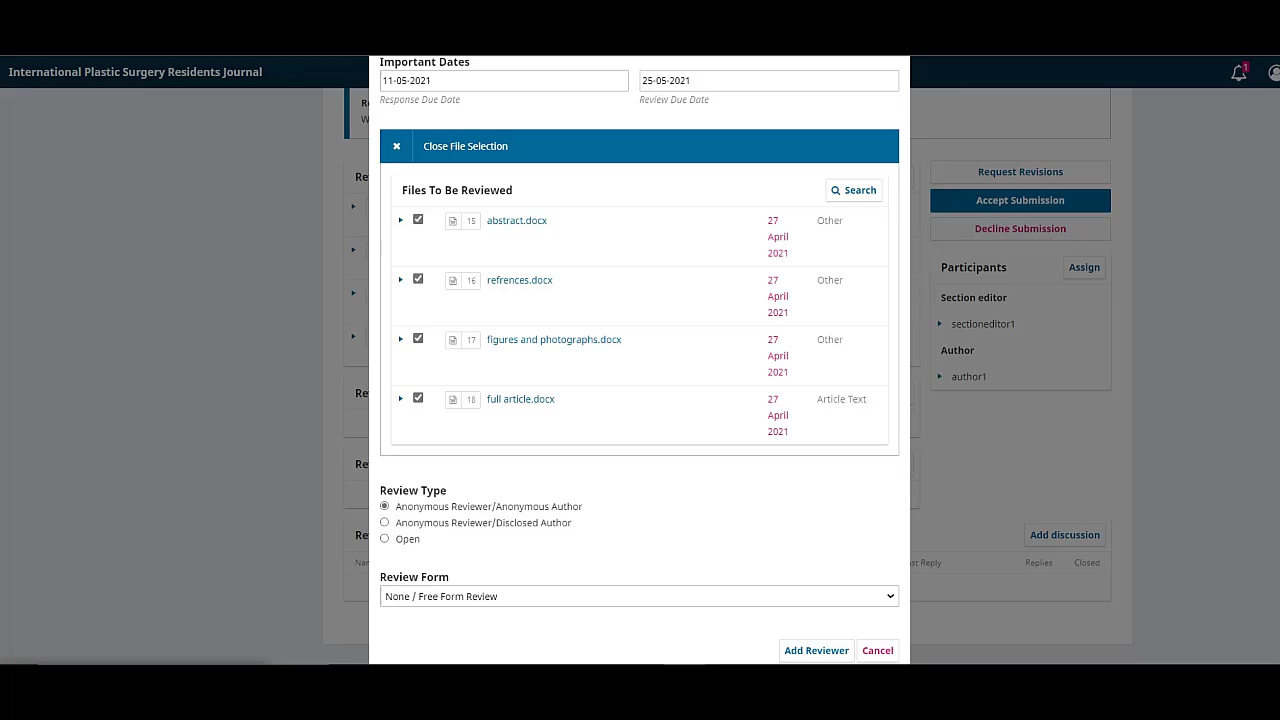 Important Dates
International Plastic Surgery Residents Journal
1
11-05-2021
25-05-2021
Response Due Date
Review Due Date
Close File Selection
Files To Be Reviewed
Search
15 abstract.docx 27 April 2021 Other
16 refrences.docx 27 April 2021 Other
17 figures and photographs.docx 27 April 2021 Other
18 full article.docx 27 April 2021 Article Text
Review Type
Anonymous Reviewer/Anonymous Author
Anonymous Reviewer/Disclosed Author
Open
Review Form
None / Free Form Review
Add Reviewer
Cancel
Request Revisions
Accept Submission
Decline Submission
Participants
Assign
Section editor
sectioneditor1
Author
author1
Add discussion
Replies
Closed